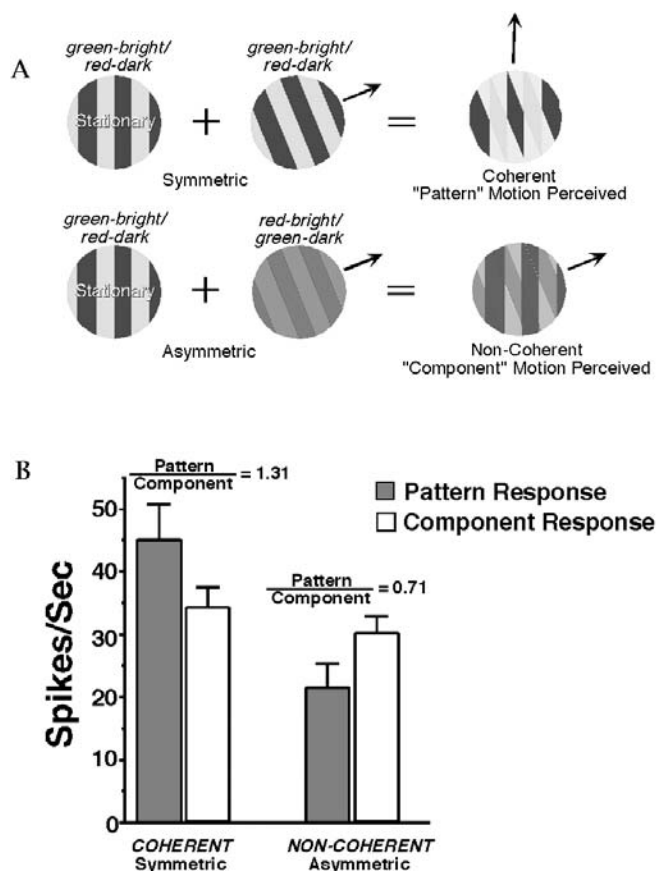 A
green-bright/ green-bright/
red-dark red-dark
Stationary + =
Symmetric
Coherent
"Pattern" Motion Perceived
green-bright/ red-bright/
red-dark green-dark
Stationary + =
Asymmetric
Non-Coherent
"Component" Motion Perceived
B
Pattern
Component = 1.31
Pattern Response
Component Response
Pattern
Component = 0.71
Spikes/Sec
50
40
30
20
10
0
COHERENT NON-COHERENT
Symmetric Asymmetric